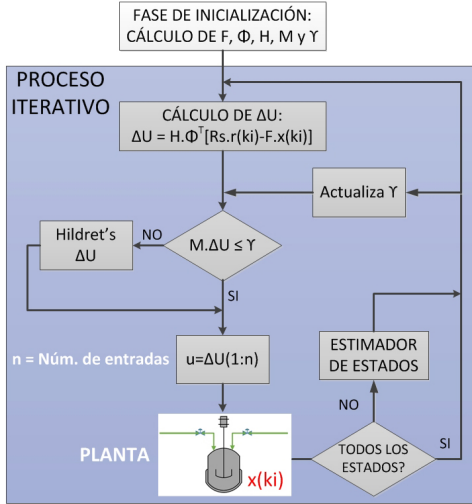 FASE DE INICIALIZACIÓN:
CÁLCULO DE F, Φ, H, M y ϒ
PROCESO
ITERATIVO
CÁLCULO DE ΔU:
ΔU = H.Φᵀ[Rs.r(ki)-F.x(ki)]
Actualiza ϒ
Hildret's
ΔU
NO
M.ΔU ≤ ϒ
SI
n = Núm. de entradas
u=ΔU(1:n)
ESTIMADOR
DE ESTADOS
NO
PLANTA
x(ki)
TODOS LOS
ESTADOS?
SI